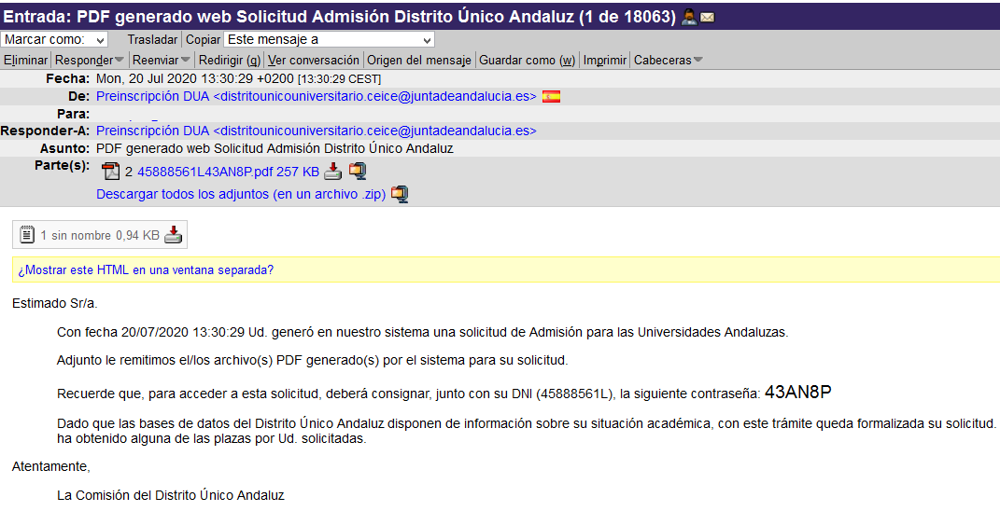 Entrada: PDF generado web Solicitud Admisión Distrito Único Andaluz (1 de 18063)
Marcar como: Trasladar Copiar Este mensaje a
Eliminar Responder Reenviar Redirigir (q) Ver conversación Origen del mensaje Guardar como (w) Imprimir Cabeceras
Fecha: Mon, 20 Jul 2020 13:30:29 +0200 [13:30:29 CEST]
De: Preinscripción DUA <distritounicouniversitario.ceice@juntadeandalucia.es>
Para:
Responder-A: Preinscripción DUA <distritounicouniversitario.ceice@juntadeandalucia.es>
Asunto: PDF generado web Solicitud Admisión Distrito Único Andaluz
Parte(s): 2 45888561L43AN8P.pdf 257 KB
Descargar todos los adjuntos (en un archivo .zip)
1 sin nombre 0,94 KB
¿Mostrar este HTML en una ventana separada?
Estimado Sr/a.
Con fecha 20/07/2020 13:30:29 Ud. generó en nuestro sistema una solicitud de Admisión para las Universidades Andaluzas.
Adjunto le remitimos el/los archivo(s) PDF generado(s) por el sistema para su solicitud.
Recuerde que, para acceder a esta solicitud, deberá consignar, junto con su DNI (45888561L), la siguiente contraseña: 43AN8P
Dado que las bases de datos del Distrito Único Andaluz disponen de información sobre su situación académica, con este trámite queda formalizada su solicitud.
ha obtenido alguna de las plazas por Ud. solicitadas.
Atentamente,
La Comisión del Distrito Único Andaluz